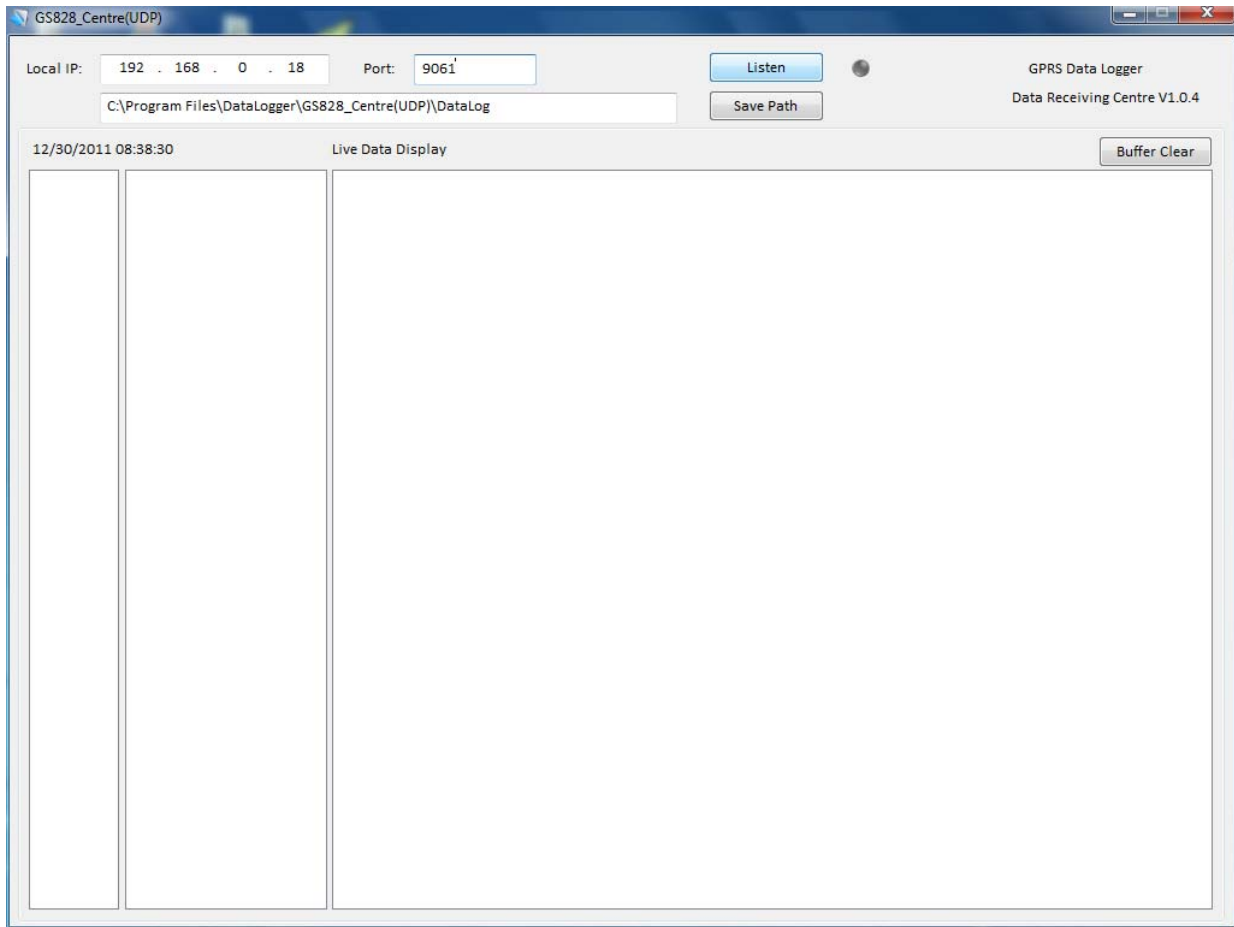 GS828_Centre(UDP)
Local IP: 192 . 168 . 0 . 18 Port: 9061 Listen GPRS Data Logger
C:\Program Files\DataLogger\GS828_Centre(UDP)\DataLog Save Path Data Receiving Centre V1.0.4
12/30/2011 08:38:30 Live Data Display Buffer Clear